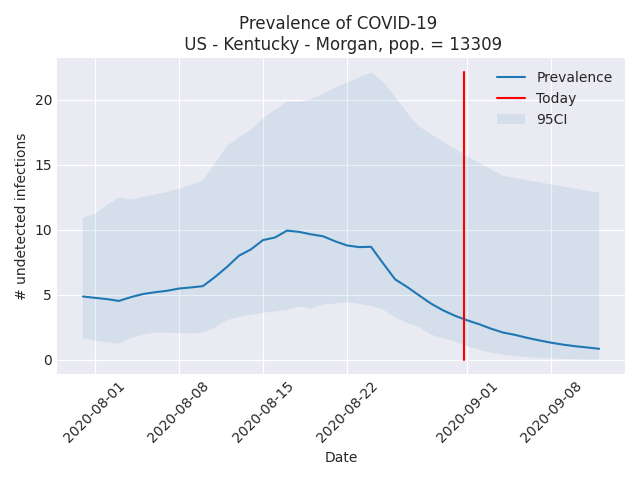 Prevalence of COVID-19
US - Kentucky - Morgan, pop. = 13309
Prevalence
Today
95CI
# undetected infections
20
15
10
5
0
2020-08-01
2020-08-08
2020-08-15
2020-08-22
2020-09-01
2020-09-08
Date